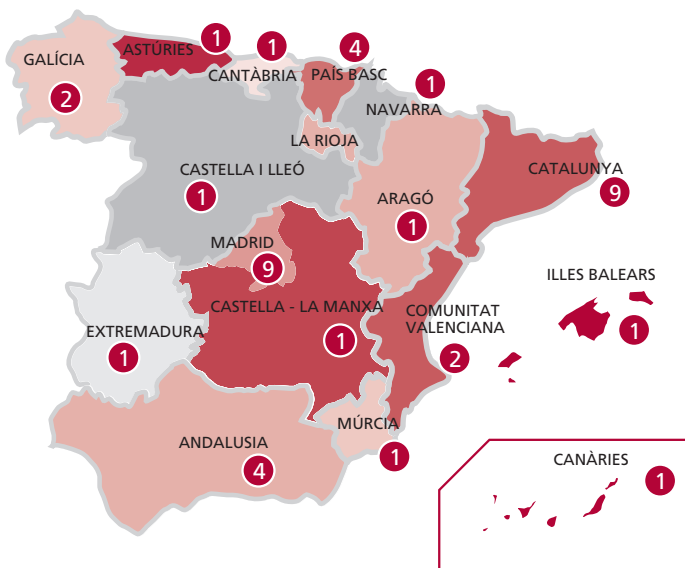 GALÍCIA
2
ASTÚRIES
1
CANTÀBRIA
1
PAÍS BASC
4
NAVARRA
1
LA RIOJA
CASTELLA I LLEÓ
1
ARAGÓ
1
CATALUNYA
9
MADRID
9
CASTELLA - LA MANXA
1
EXTREMADURA
1
COMUNITAT
VALENCIANA
2
ILLES BALEARS
1
ANDALUSIA
4
MÚRCIA
1
CANÀRIES
1